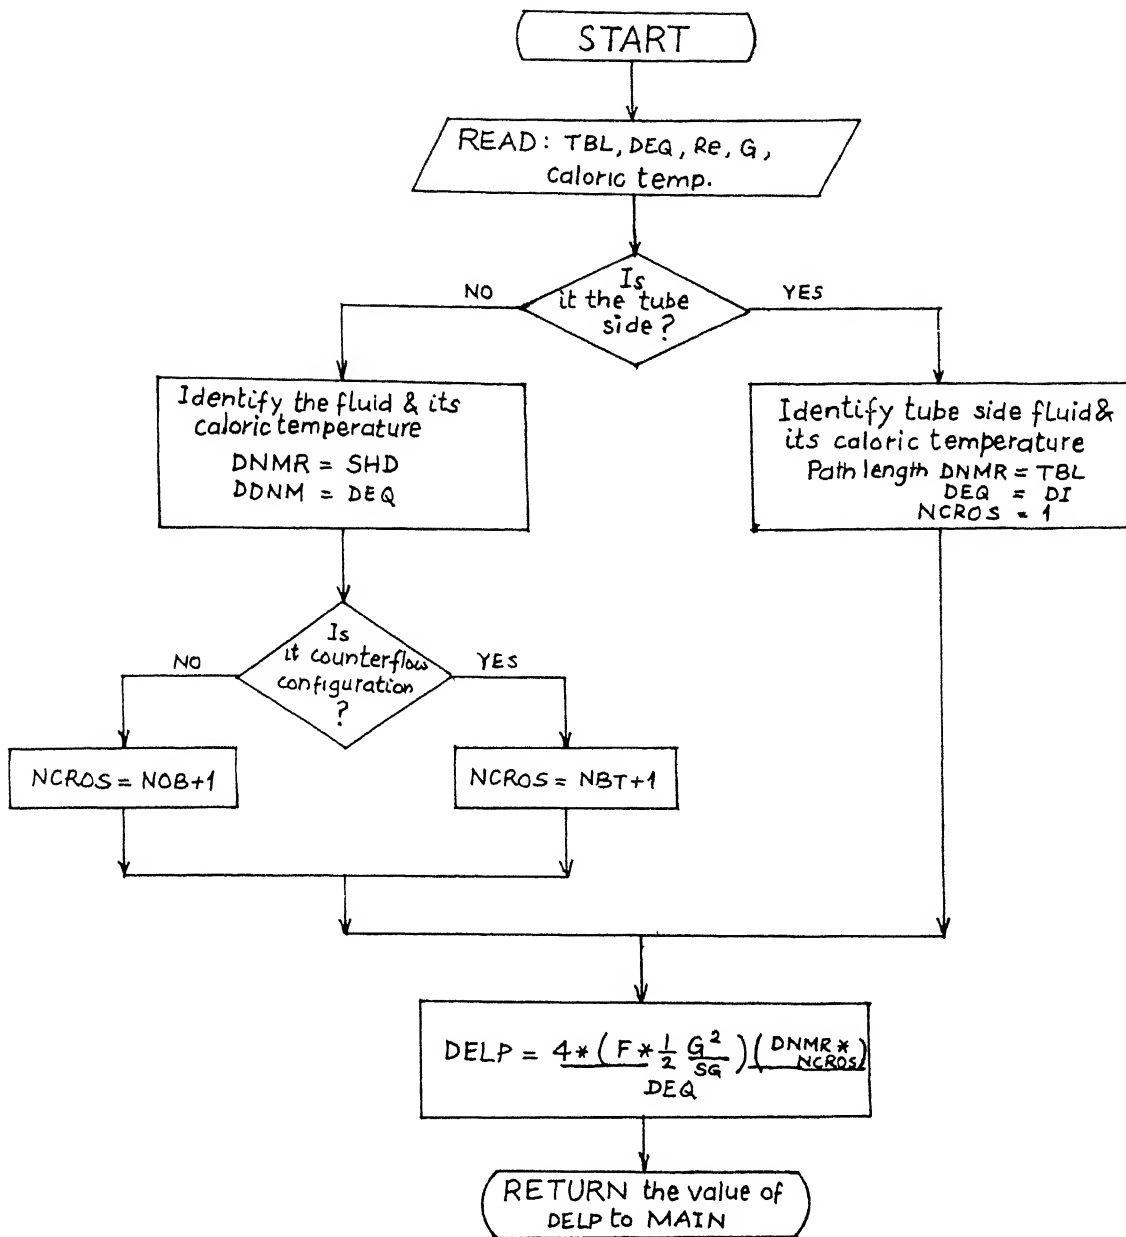 START
READ: TBL, DEQ, Re, G,
Caloric temp.
Is
it the tube
side?
NO
YES
Identify the fluid & its
caloric temperature
DNMR = SHD
DDNM = DEQ
Identify tube side fluid &
its caloric temperature
Path length DNMR = TBL
DEQ = DI
NCROS = 1
Is
it counterflow
configuration
?
NO
YES
NCROS = NOB+1
NCROS = NBT+1
DELP = 4 * (F * 1/2 G²/SG) (DNMR *
NCROS)
DEQ
RETURN the value of
DELP to MAIN